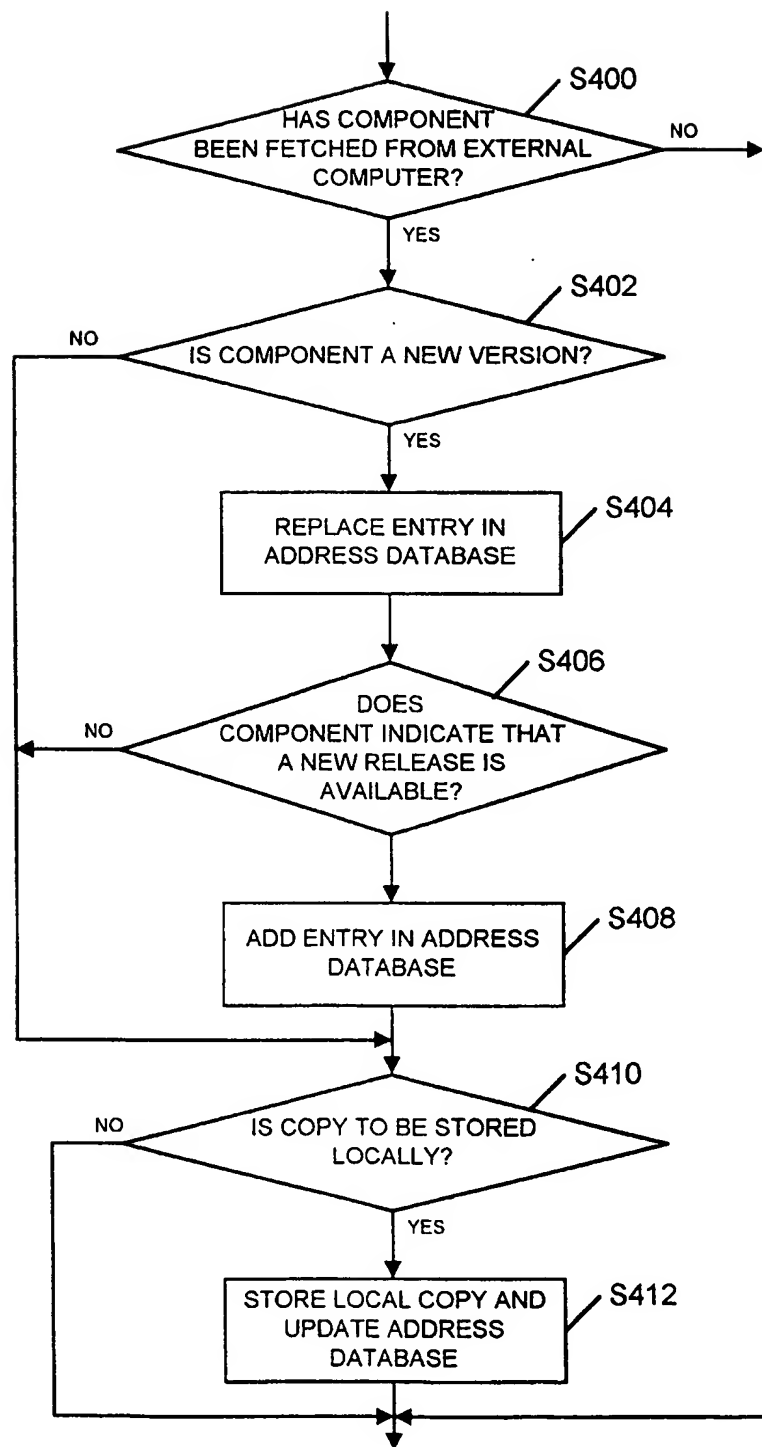 S400
HAS COMPONENT
BEEN FETCHED FROM EXTERNAL
COMPUTER?
NO
YES
S402
NO
IS COMPONENT A NEW VERSION?
YES
S404
REPLACE ENTRY IN
ADDRESS DATABASE
S406
DOES
COMPONENT INDICATE THAT
A NEW RELEASE IS
AVAILABLE?
NO
S408
ADD ENTRY IN ADDRESS
DATABASE
S410
NO
IS COPY TO BE STORED
LOCALLY?
YES
S412
STORE LOCAL COPY AND
UPDATE ADDRESS
DATABASE